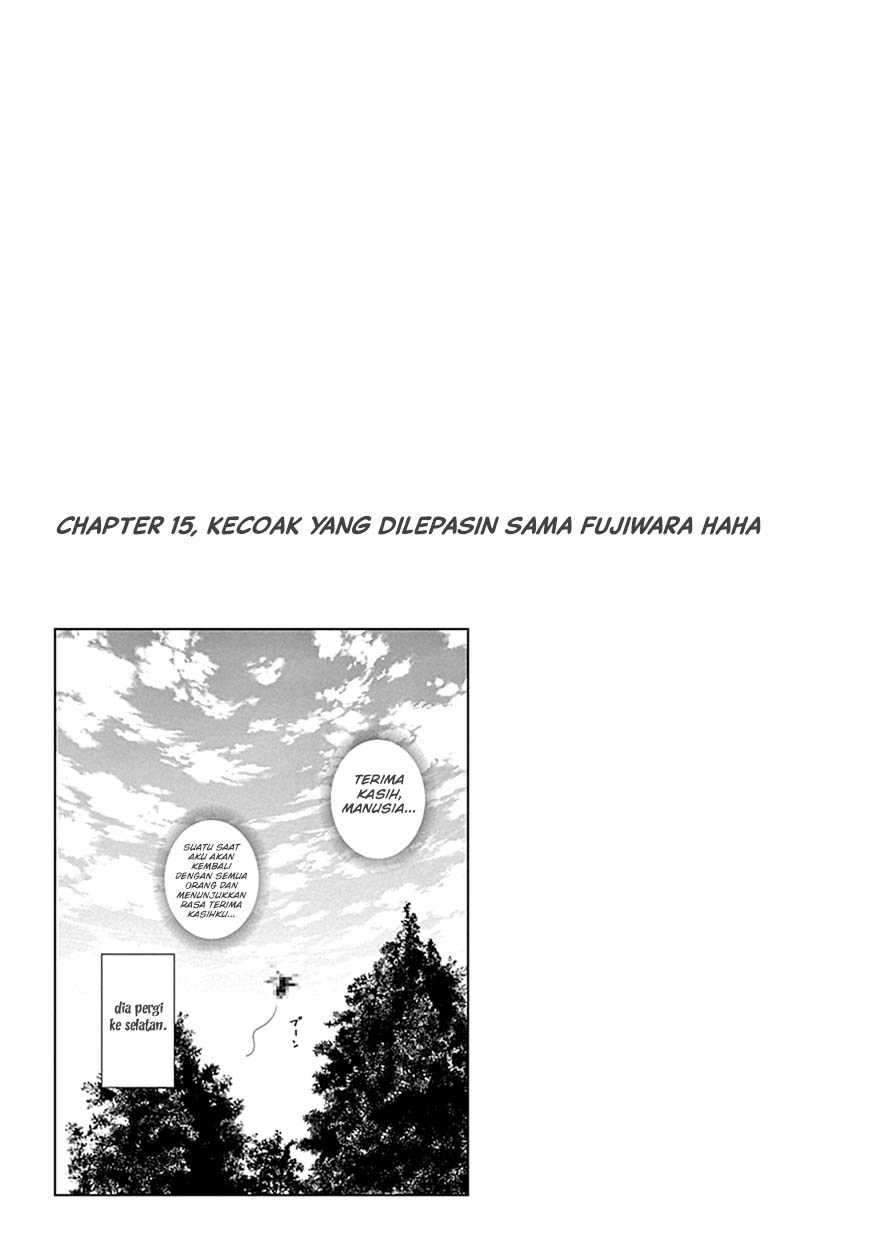 CHAPTER 15, KECOAK YANG DILEPASIN SAMA FUJIWARA HAHA
TERIMA
KASIH,
MANUSIA...
SUATU SAAT
AKU AKAN
KEMBALI
DENGAN SEMUA
ORANG DAN
MENUNJUKKAN
RASA TERIMA
KASIHKU...
dia pergi
ke selatan.
プーン